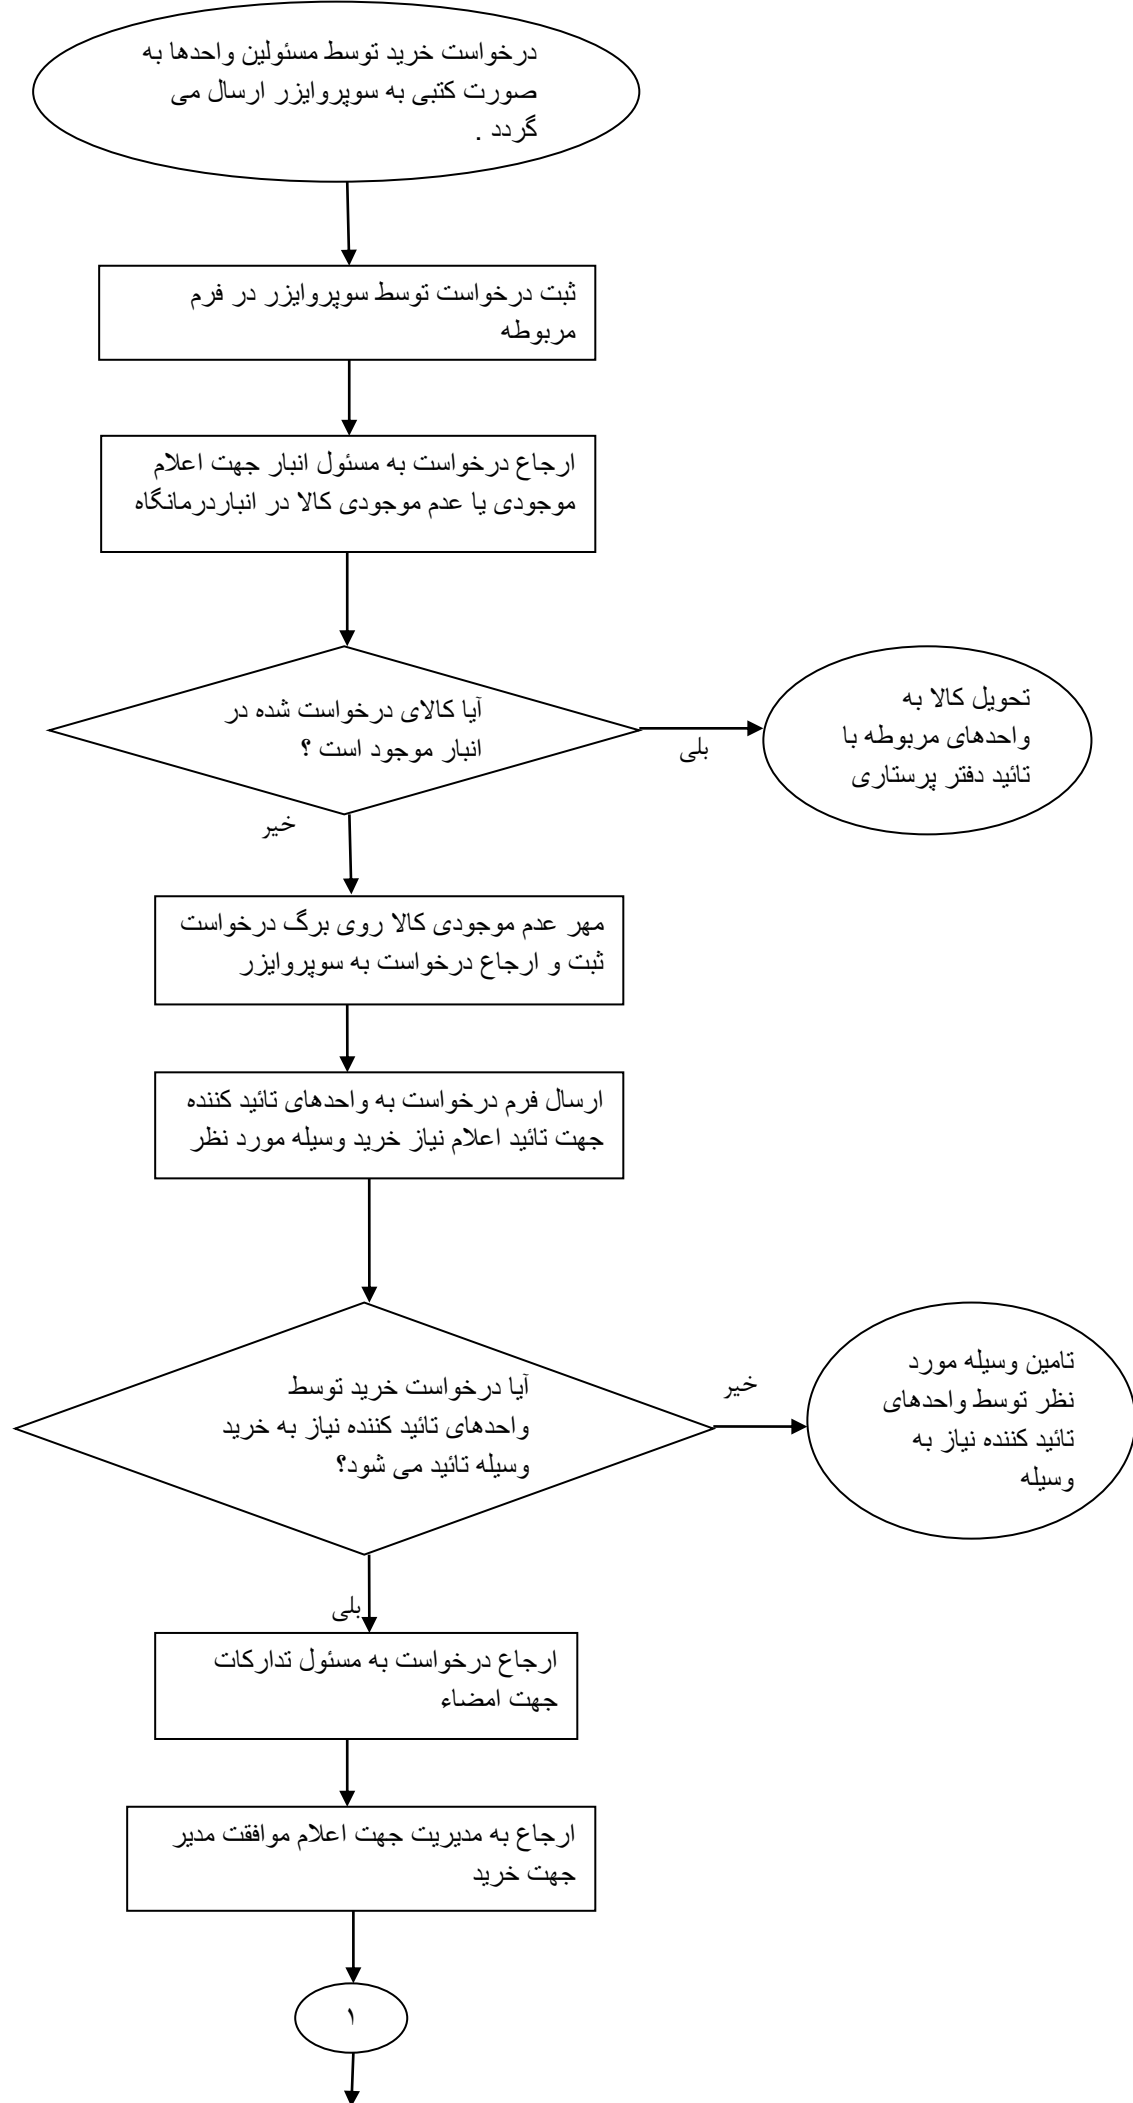 درخواست خرید توسط مسئولین واحدها به
صورت کتبی به سوپروایزر ارسال می
گردد .
ثبت درخواست توسط سوپروایزر در فرم
مربوطه
ارجاع درخواست به مسئول انبار جهت اعلام
موجودی یا عدم موجودی کالا در انباردرمانگاه
آیا کالای درخواست شده در
انبار موجود است ؟
بلی
تحویل کالا به
واحدهای مربوطه با
تائید دفتر پرستاری
خیر
مهر عدم موجودی کالا روی برگ درخواست
ثبت و ارجاع درخواست به سوپروایزر
ارسال فرم درخواست به واحدهای تائید کننده
جهت تائید اعلام نیاز خرید وسیله مورد نظر
آیا درخواست خرید توسط
واحدهای تائید کننده نیاز به خرید
وسیله تائید می شود؟
خیر
تامین وسیله مورد
نظر توسط واحدهای
تائید کننده نیاز به
وسیله
بلی
ارجاع درخواست به مسئول تدارکات
جهت امضاء
ارجاع به مدیریت جهت اعلام موافقت مدیر
جهت خرید
۱